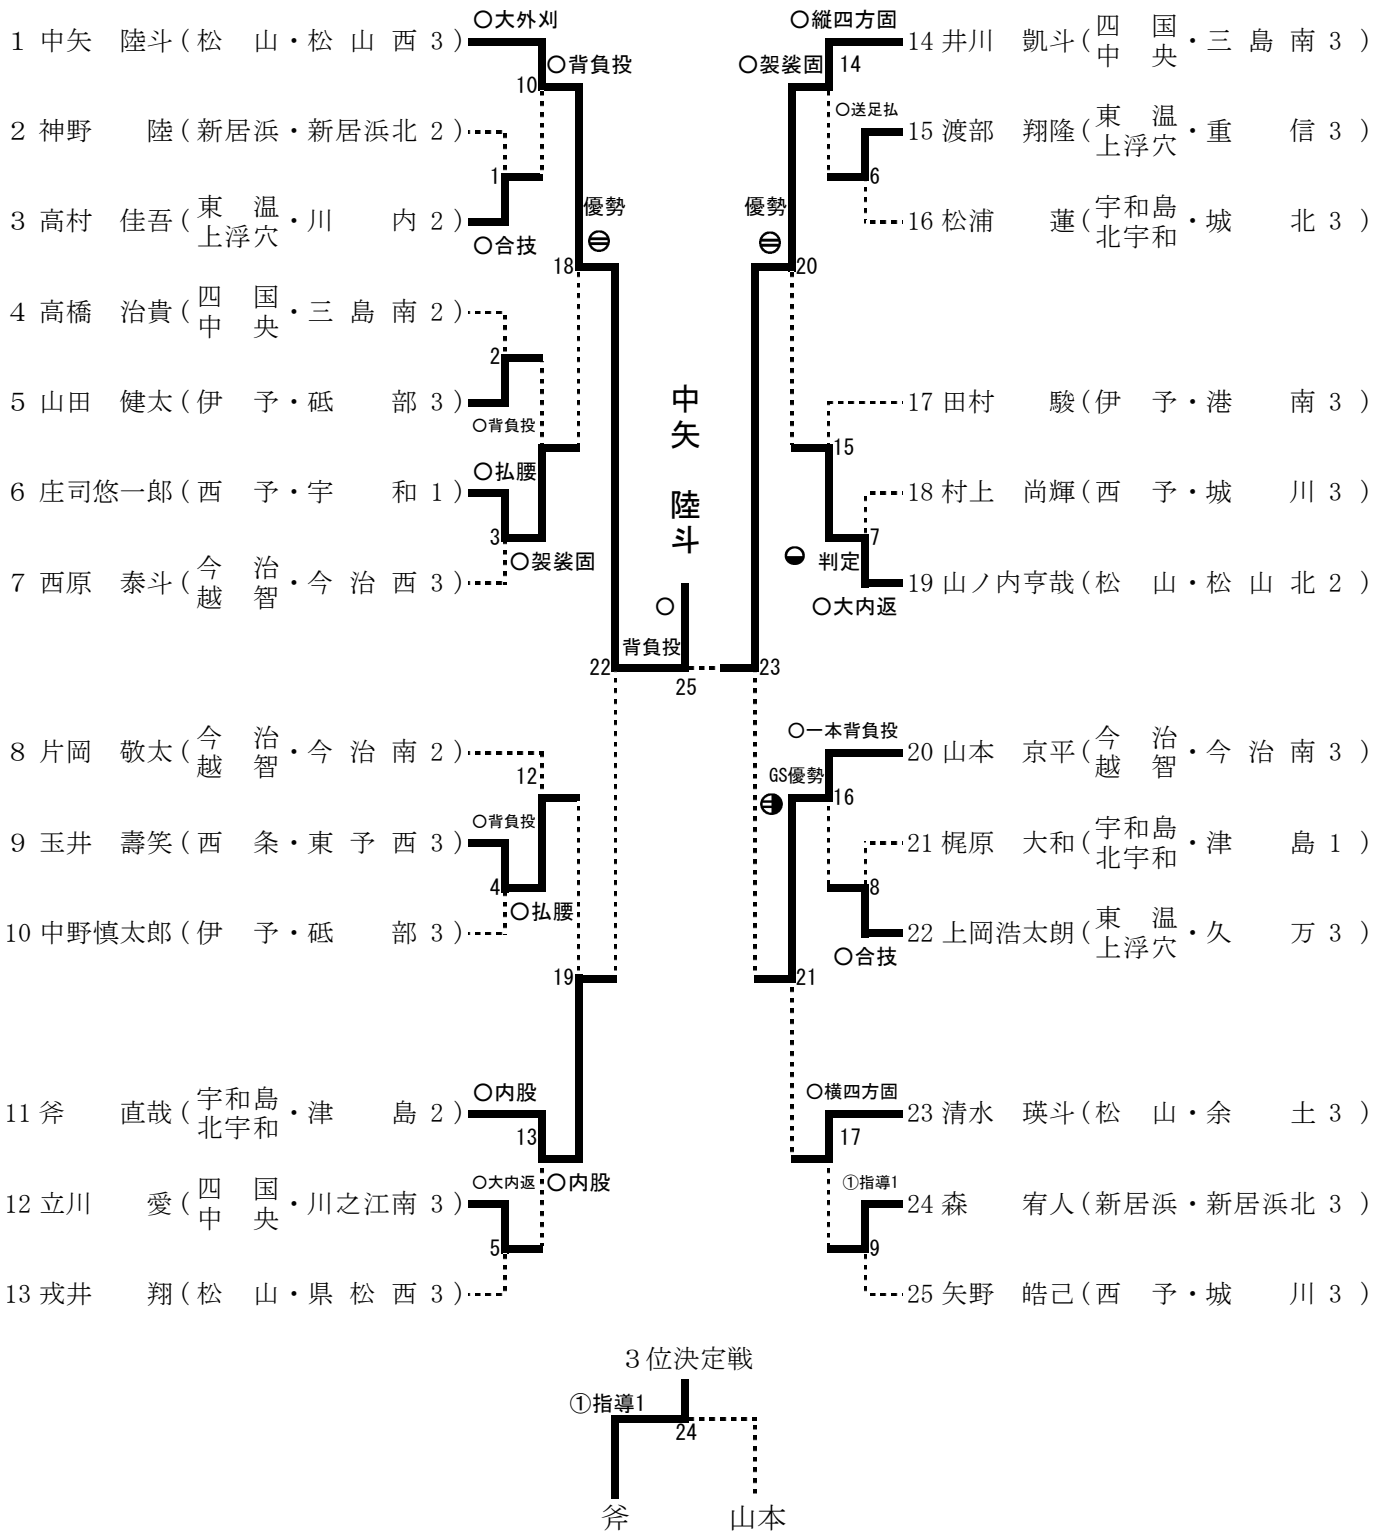 ○大外刈
1 中矢 陸斗(松 山・松山西3)
○背負投
10
2 神野 陸(新居浜・新居浜北2)
1
3 高村 佳吾(東温上浮穴・川 内2)
○合技
優勢
18
4 高橋 治貴(四国中央・三島南2)
2
5 山田 健太(伊 予・砥 部3)
○背負投
○払腰
6 庄司悠一郎(西 予・宇 和1)
3
○袈裟固
7 西原 泰斗(今治越智・今治西3)
22
8 片岡 敬太(今治越智・今治南2)
12
○背負投
9 玉井 壽笑(西 条・東予西3)
4
○払腰
10 中野慎太郎(伊 予・砥 部3)
19
○内股
11 斧 直哉(宇和島北宇和・津 島2)
13
○内股
○大内返
12 立川 愛(四国中央・川之江南3)
5
13 戎井 翔(松 山・県松西3)
中矢 陸斗
○
背負投
25
○縦四方固
14 井川 凱斗(四国中央・三島南3)
○袈裟固
14
○送足払
15 渡部 翔隆(東温上浮穴・重 信3)
6
16 松浦 蓮(宇和島北宇和・城 北3)
優勢
20
17 田村 駿(伊 予・港 南3)
15
18 村上 尚輝(西 予・城 川3)
7
判定
19 山ノ内亨哉(松 山・松山北2)
○大内返
23
○一本背負投
20 山本 京平(今治越智・今治南3)
GS優勢
16
21 梶原 大和(宇和島北宇和・津 島1)
8
22 上岡浩太朗(東温上浮穴・久 万3)
○合技
21
○横四方固
23 清水 瑛斗(松 山・余 土3)
17
①指導1
24 森 宥人(新居浜・新居浜北3)
9
25 矢野 皓己(西 予・城 川3)
3位決定戦
①指導1
24
斧 山本